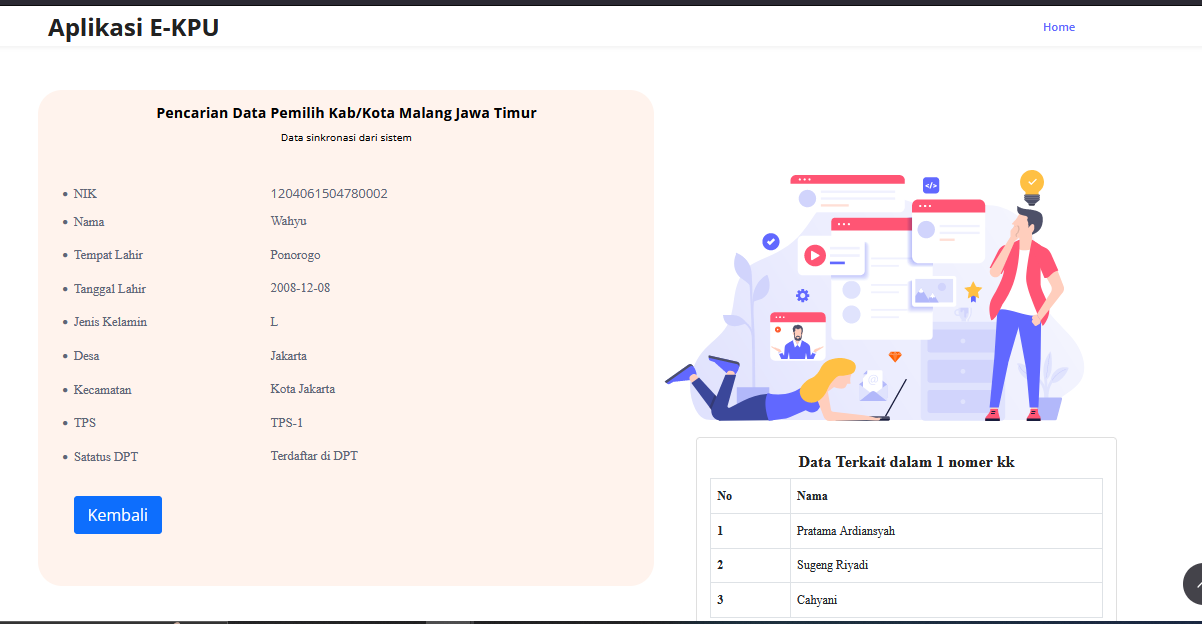 Aplikasi E-KPU
Home
Pencarian Data Pemilih Kab/Kota Malang Jawa Timur
Data sinkronasi dari sistem
NIK 1204061504780002
Nama Wahyu
Tempat Lahir Ponorogo
Tanggal Lahir 2008-12-08
Jenis Kelamin L
Desa Jakarta
Kecamatan Kota Jakarta
TPS TPS-1
Satatus DPT Terdaftar di DPT
Kembali
</>
@
Data Terkait dalam 1 nomer kk
No Nama
1 Pratama Ardiansyah
2 Sugeng Riyadi
3 Cahyani